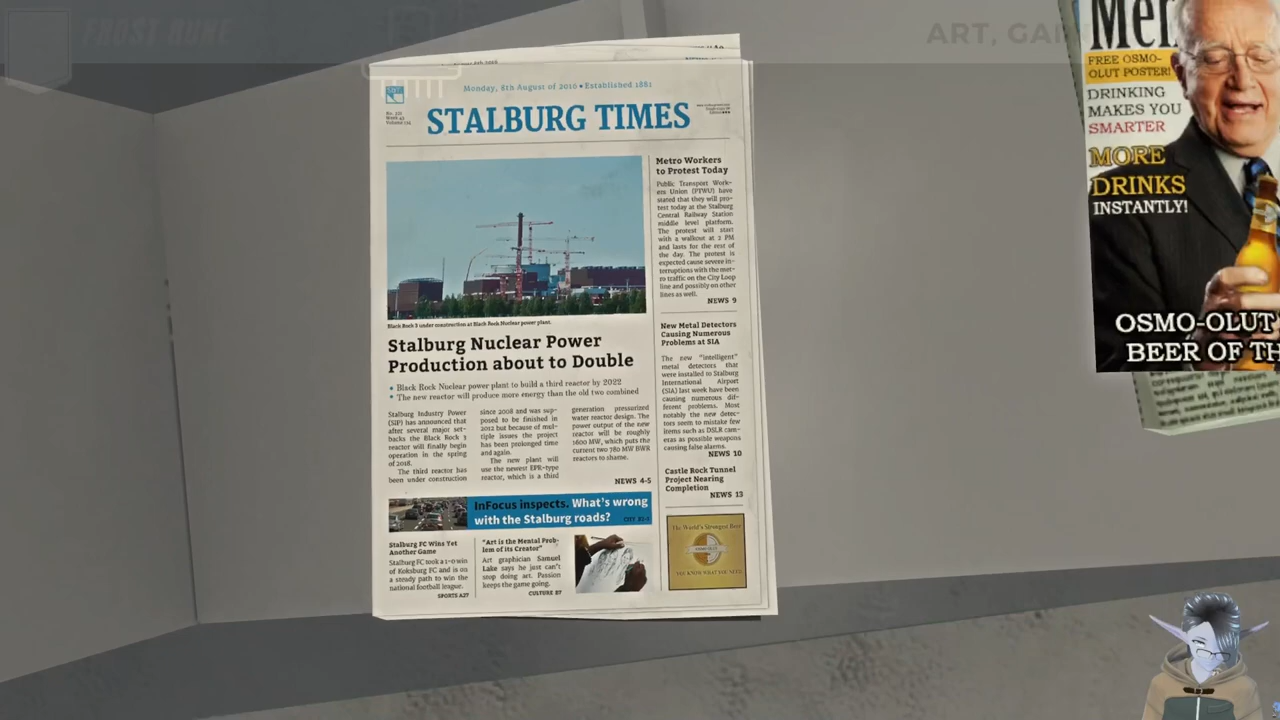 FROST RUNE
ART, GA
Monday, 8th August of 2016 • Established 1881
STALBURG TIMES
Black Rock 3 under construction at Black Rock Nuclear power plant.
Stalburg Nuclear Power
Production about to Double
• Black Rock Nuclear power plant to build a third reactor by 2022
• The new reactor will produce more energy than the old two combined
Stalburg Industry Power
(SIP) has announced that
after several major set-
backs the Black Rock 3
reactor will finally begin
operation in the spring
of 2018.
The third reactor has
been under construction
since 2008 and was sup-
posed to be finished in
2012 but because of mul-
tiple issues the project
has been prolonged time
and again.
The new plant will
use the newest EPR-type
reactor, which is a third
generation pressurized
water reactor design. The
power output of the new
reactor will be roughly
1600 MW, which puts the
current two 780 MW BWR
reactors to shame.
NEWS 4-5
Metro Workers
to Protest Today
Public Transport Work-
ers Union (PTWU) have
stated that they will pro-
test today at the Stalburg
Central Railway Station
middle level platform.
The protest will start
with a walkout at 2 PM
and lasts for the rest of
the day. The protest is
expected cause severe in-
terruptions with the met-
ro traffic on the City Loop
line and possibly on other
lines as well.
NEWS 9
New Metal Detectors
Causing Numerous
Problems at SIA
The new "intelligent"
metal detectors that
were installed to Stalburg
International Airport
(SIA) last week have been
causing numerous dif-
ferent problems. Most
notably the new detec-
tors seem to mistake few
items such as DSLR cam-
eras as possible weapons
causing false alarms.
NEWS 10
Castle Rock Tunnel
Project Nearing
Completion
NEWS 13
InFocus inspects. What's wrong
with the Stalburg roads?
CITY
Stalburg FC Wins Yet
Another Game
Stalburg FC took a 1-0 win
of Koksburg FC and is on
a steady path to win the
national football league.
SPORTS A27
"Art is the Mental Prob-
lem of its Creator"
Art graphician Samuel
Lake says he just can't
stop doing art. Passion
keeps the game going.
CULTURE B7
The World's Strongest Beer
YOU KNOW WHAT YOU NEED
Mer
FREE OSMO-
OLUT POSTER!
DRINKING
MAKES YOU
SMARTER
MORE
DRINKS
INSTANTLY!
OSMO-OLUT
BEER OF TH